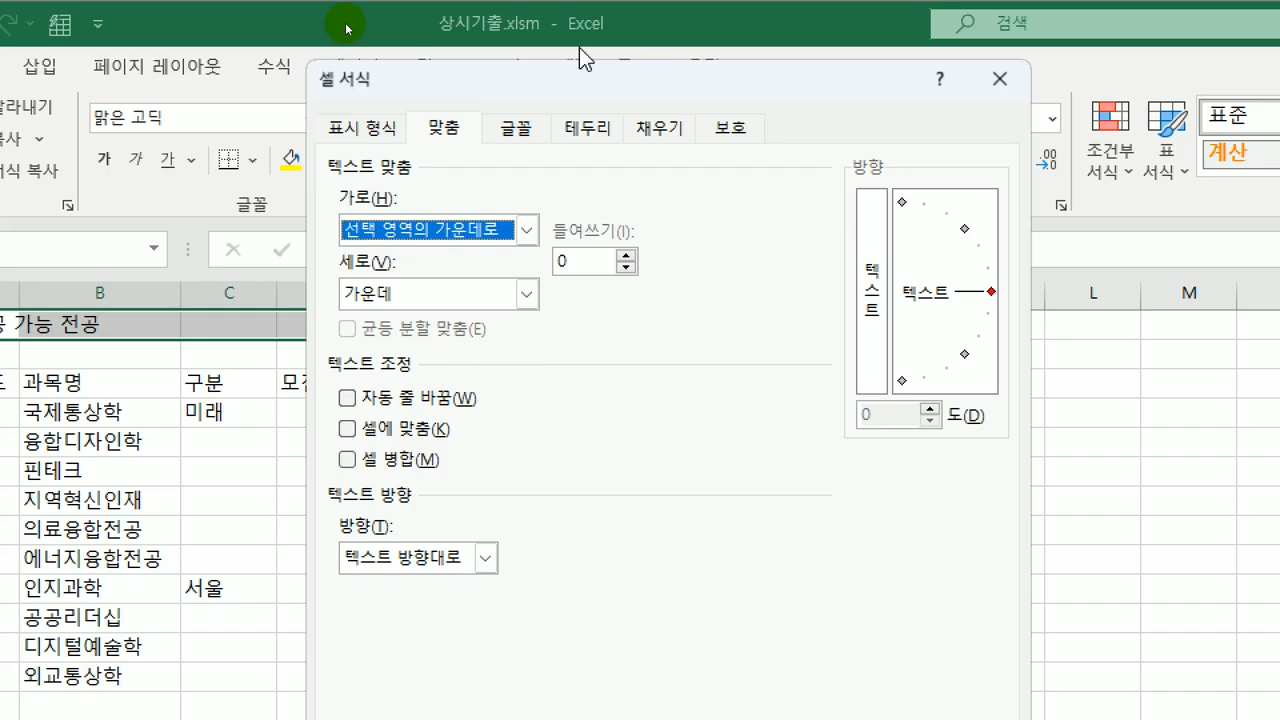 상시기출.xlsm - Excel
검색
삽입
페이지 레이아웃
수식
셀 서식
?
표시 형식
맞춤
글꼴
테두리
채우기
보호
맑은 고딕
가 가 가
글꼴
텍스트 맞춤
가로(H):
선택 영역의 가운데로
들여쓰기(I):
0
세로(V):
가운데
균등 분할 맞춤(E)
텍스트 조정
자동 줄 바꿈(W)
셀에 맞춤(K)
셀 병합(M)
텍스트 방향
방향(T):
텍스트 방향대로
방향
텍스트
텍스트
0
도(D)
.00
조건부
서식
표
서식
표준
계산
서식 복사
B C L M
가능 전공
과목명 구분
국제통상학 미래
융합디자인학
핀테크
지역혁신인재
의료융합전공
에너지융합전공
인지과학 서울
공공리더십
디지털예술학
외교통상학